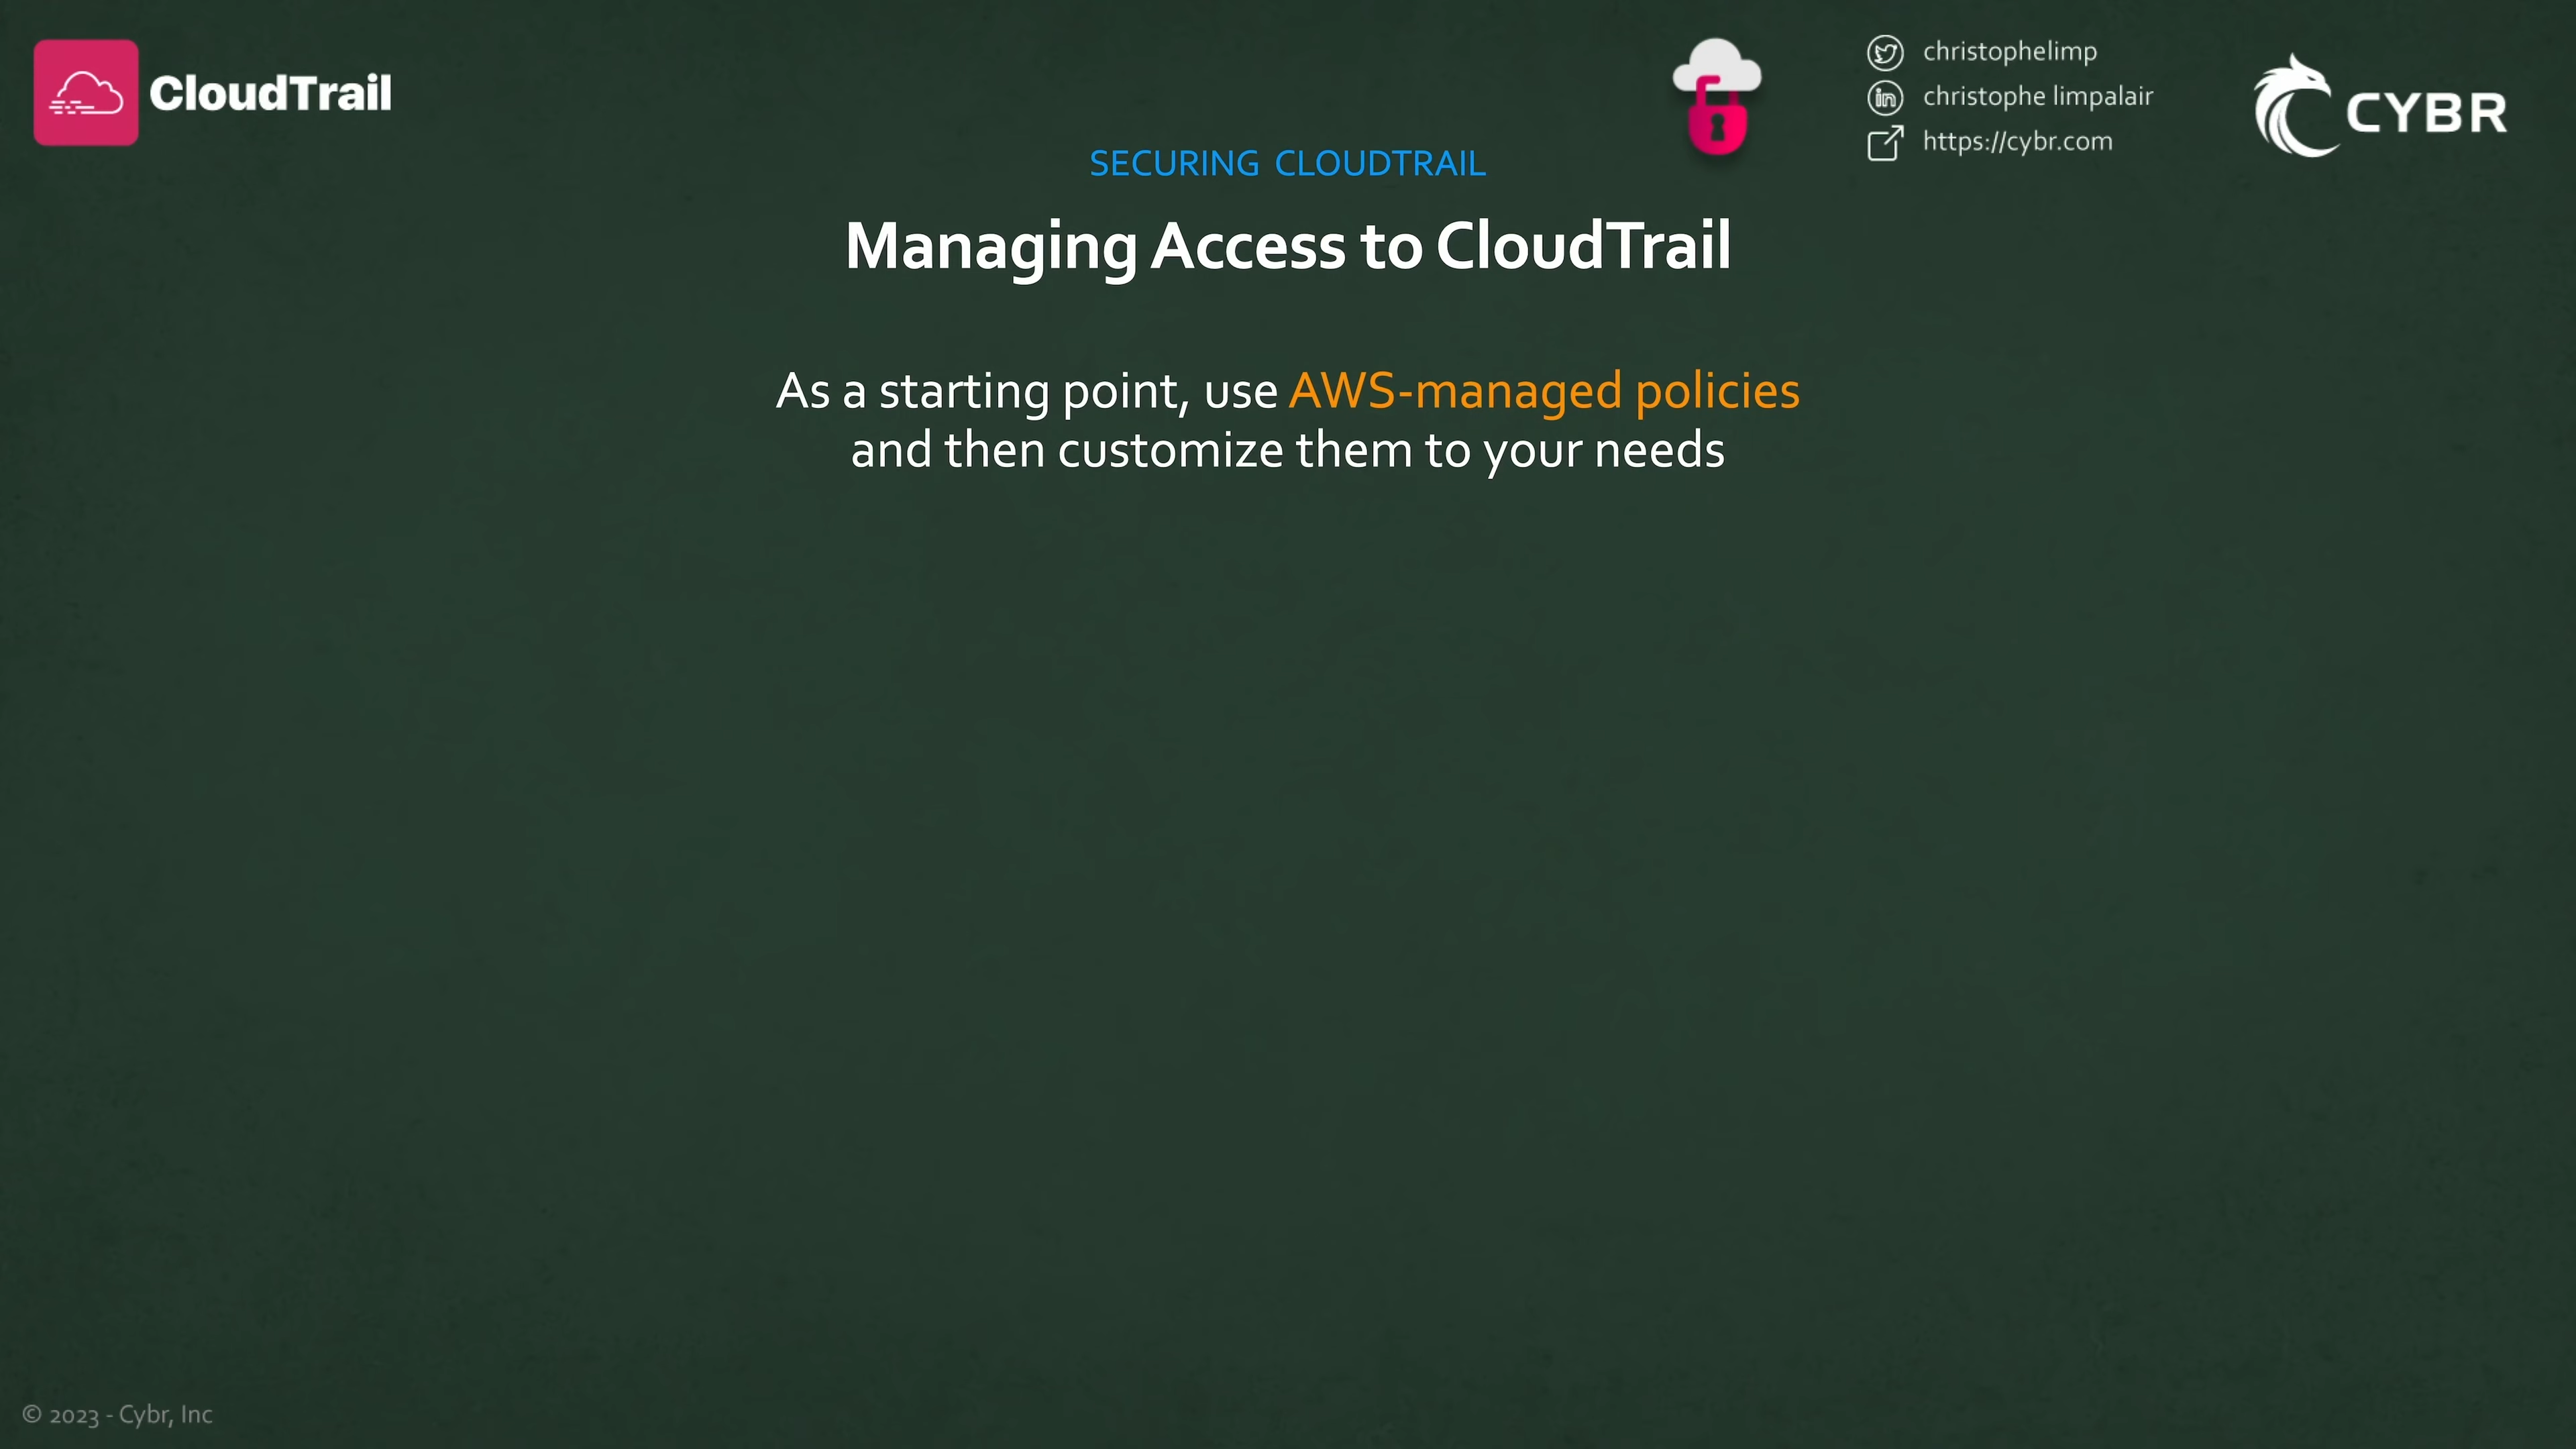 CloudTrail
christophelimp
christophe limpalair
https://cybr.com
CYBR
SECURING CLOUDTRAIL
Managing Access to CloudTrail
As a starting point, use AWS-managed policies
and then customize them to your needs
© 2023 - Cybr, Inc